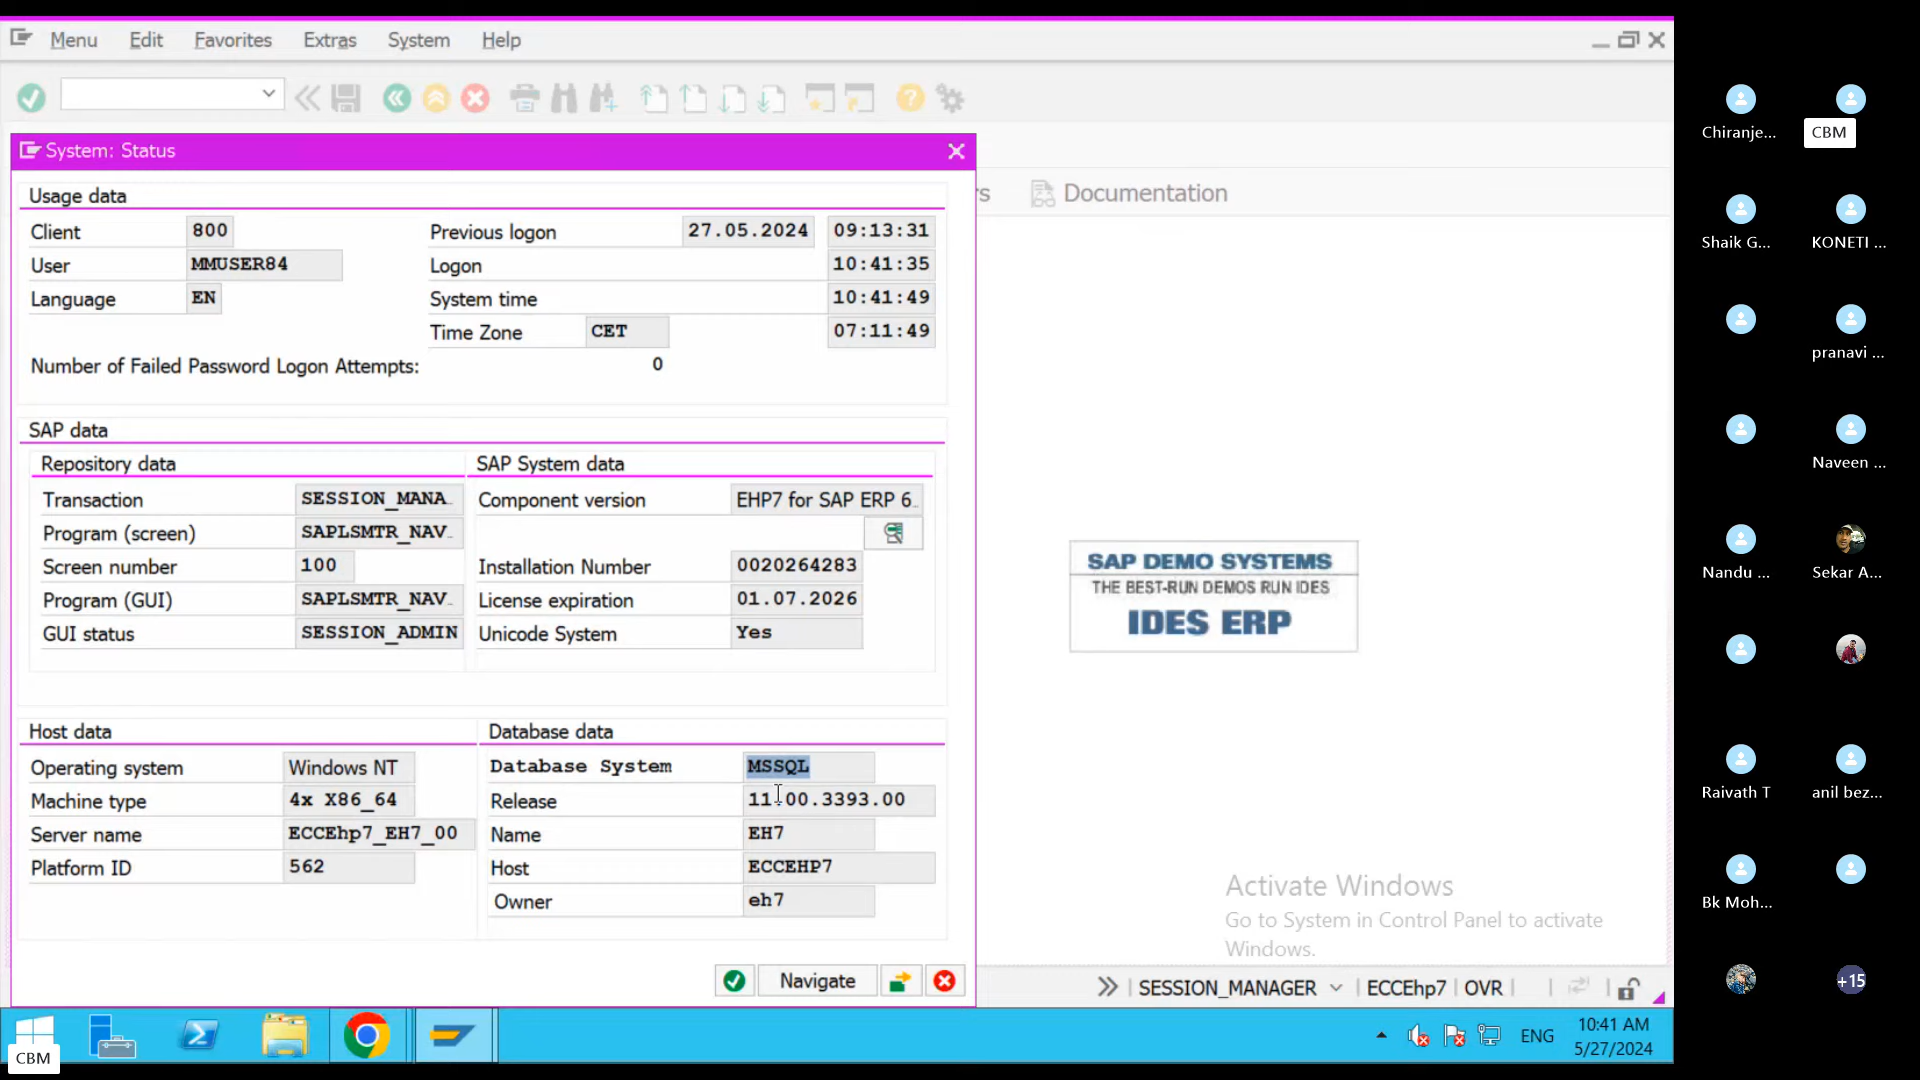 Menu Edit Favorites Extras System Help
System: Status
Documentation
Usage data
Client 800 Previous logon 27.05.2024 09:13:31
User MMUSER84 Logon 10:41:35
Language EN System time 10:41:49
Time Zone CET 07:11:49
Number of Failed Password Logon Attempts: 0
SAP data
Repository data SAP System data
Transaction SESSION_MANA Component version EHP7 for SAP ERP 6
Program (screen) SAPLSMTR_NAV
Screen number 100 Installation Number 0020264283
Program (GUI) SAPLSMTR_NAV License expiration 01.07.2026
GUI status SESSION_ADMIN Unicode System Yes
SAP DEMO SYSTEMS
THE BEST-RUN DEMOS RUN IDES
IDES ERP
Host data Database data
Operating system Windows NT Database System MSSQL
Machine type 4x X86_64 Release 11.00.3393.00
Server name ECCEhp7_EH7_00 Name EH7
Platform ID 562 Host ECCEHP7
Owner eh7
Navigate
Activate Windows
Go to System in Control Panel to activate
Windows.
SESSION_MANAGER ECCEhp7 OVR
ENG 10:41 AM
5/27/2024
CBM
Chiranje... CBM
Shaik G... KONETI ...
pranavi ...
Naveen ...
Nandu ... Sekar A...
Raivath T anil bez...
Bk Moh...
+15